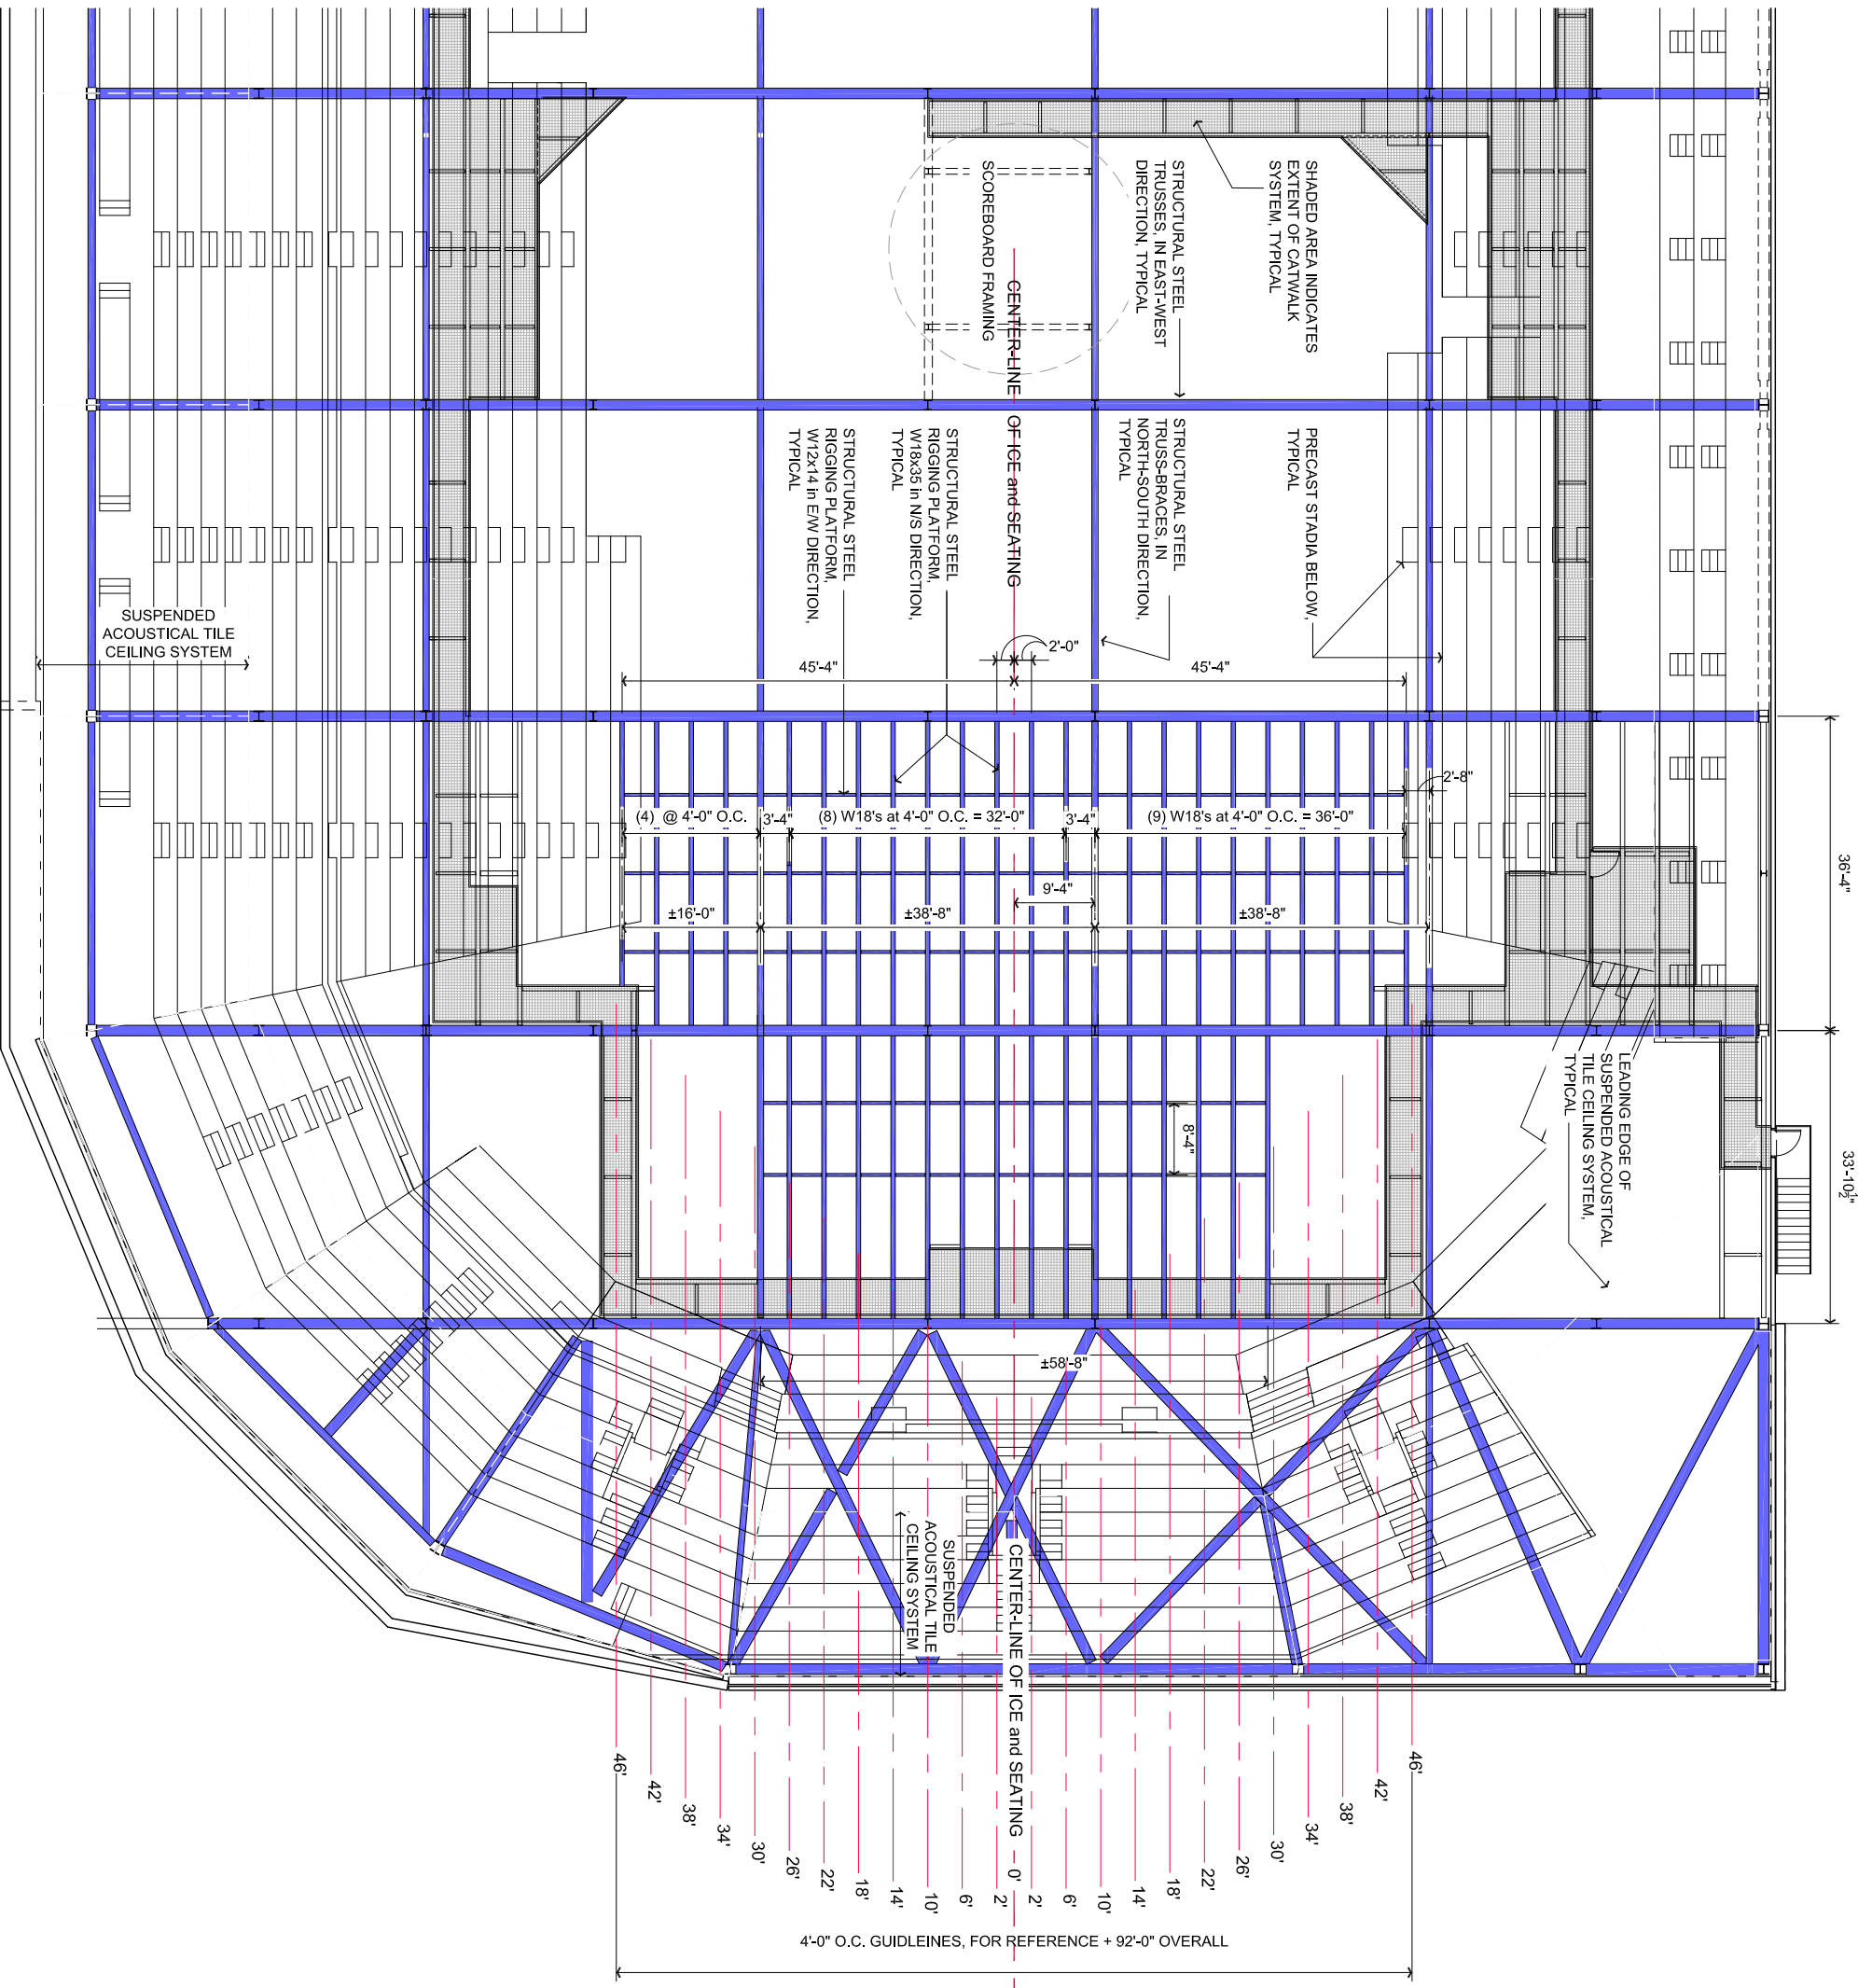 SHADED AREA INDICATES
EXTENT OF CATWALK
SYSTEM, TYPICAL
STRUCTURAL STEEL
TRUSSES, IN EAST-WEST
DIRECTION, TYPICAL
SCOREBOARD FRAMING
CENTER-LINE OF ICE and SEATING
PRECAST STADIA BELOW,
TYPICAL
STRUCTURAL STEEL
TRUSS-BRACES, IN
NORTH-SOUTH DIRECTION,
TYPICAL
STRUCTURAL STEEL
RIGGING PLATFORM,
W18x35 in N/S DIRECTION,
TYPICAL
STRUCTURAL STEEL
RIGGING PLATFORM,
W12x14 in E/W DIRECTION,
TYPICAL
SUSPENDED
ACOUSTICAL TILE
CEILING SYSTEM
2'-0"
45'-4"
45'-4"
2'-8"
(4) @ 4'-0" O.C.
3'-4"
(8) W18's at 4'-0" O.C. = 32'-0"
3'-4"
(9) W18's at 4'-0" O.C. = 36'-0"
36'-4"
9'-4"
±16'-0"
±38'-8"
±38'-8"
LEADING EDGE OF
SUSPENDED ACOUSTICAL
TILE CEILING SYSTEM,
TYPICAL
33'-10½"
8'-4"
±58'-8"
SUSPENDED
ACOUSTICAL TILE
CEILING SYSTEM
CENTER-LINE OF ICE and SEATING
46'
42'
38'
34'
30'
26'
22'
18'
14'
10'
6'
2'
0'
2'
6'
10'
14'
18'
22'
26'
30'
34'
38'
42'
46'
4'-0" O.C. GUIDLEINES, FOR REFERENCE + 92'-0" OVERALL